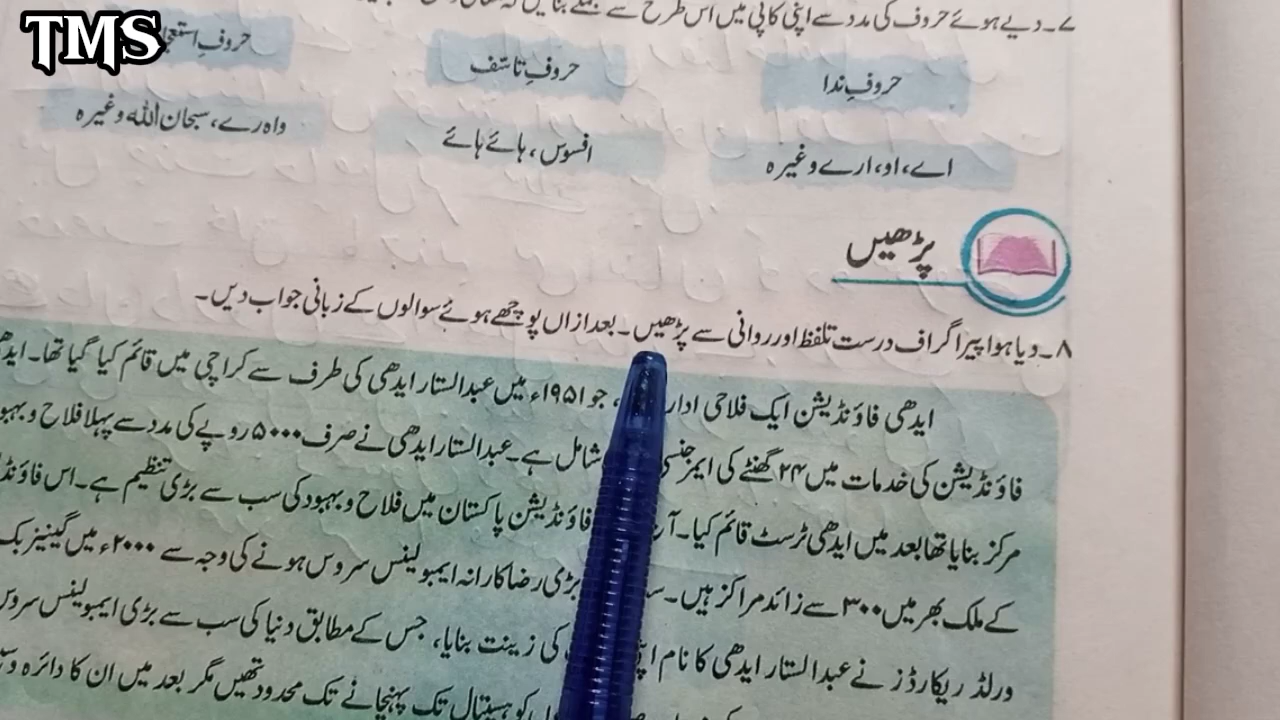 TMS
۷۔ دیے ہوئے حروف کی مدد سے اپنی کاپی میں اس طرح سے جملے بنائیں کہ
حروفِ ندا حروفِ تاسّف حروفِ
اے، او، ارے وغیرہ افسوس، ہائے ہائے واہ رے، سبحان اللہ وغیرہ
پڑھیں
۸۔ دیا ہوا پیراگراف درست تلفظ اور روانی سے پڑھیں۔ بعد ازاں پوچھے ہوئے سوالوں کے زبانی جواب دیں۔
ایدھی فاؤنڈیشن ایک فلاحی جو ۱۹۵۱ء میں عبدالستار ایدھی کی طرف سے کراچی میں قائم کیا گیا تھا۔
فاؤنڈیشن کی خدمات میں ۲۴ گھنٹے کی ایمرجنسی شامل ہے۔ عبدالستار ایدھی نے صرف ۵۰۰۰ روپے کی مدد سے پہلا فلاح و
مرکز بنایا تھا بعد میں ایدھی ٹرسٹ قائم کیا۔ فاؤنڈیشن پاکستان میں فلاح و بہبود کی سب سے بڑی تنظیم ہے۔ اس
کے ملک بھر میں ۳۰۰ سے زائد مراکز ہیں۔ بڑی رضاکارانہ ایمبولینس سروس ہونے کی وجہ سے ۲۰۰۰ء میں گینیز بک
ورلڈ ریکارڈز نے عبدالستار ایدھی کا نام کی زینت بنایا، جس کے مطابق دنیا کی سب سے بڑی ایمبولینس سروس
کو ہسپتال تک پہنچانے تک محدود تھیں مگر بعد میں ان کا دائرہ